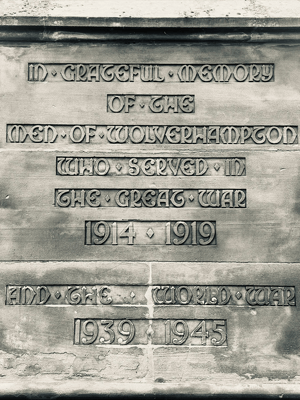 IN · GRATEFUL · MEMORY
OF · THE
MEN · OF · WOLVERHAMPTON
WHO · SERVED · IN
THE · GREAT · WAR
1914 · 1919
AND · THE · WORLD · WAR
1939 · 1945